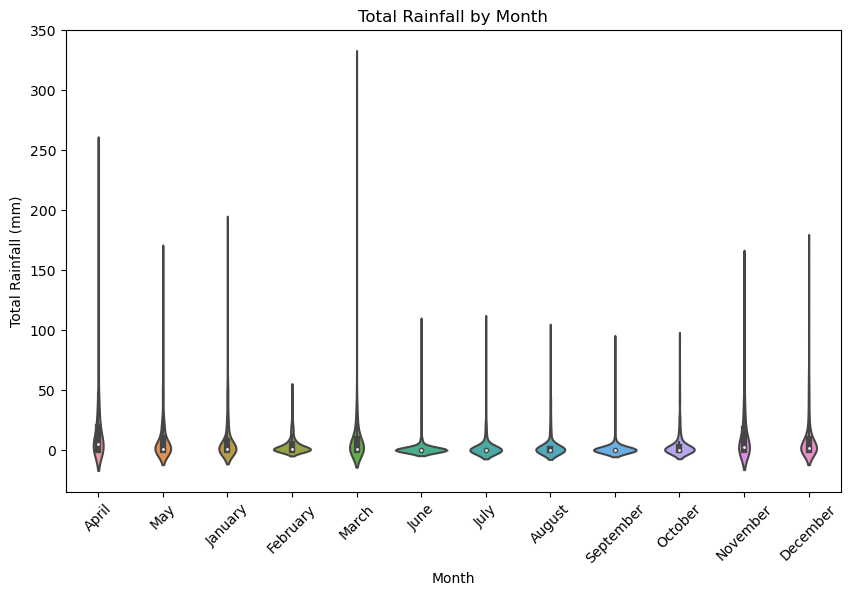 Total Rainfall by Month
Total Rainfall (mm)
350
300
250
200
150
100
50
0
April
May
January
February
March
June
July
August
September
October
November
December
Month